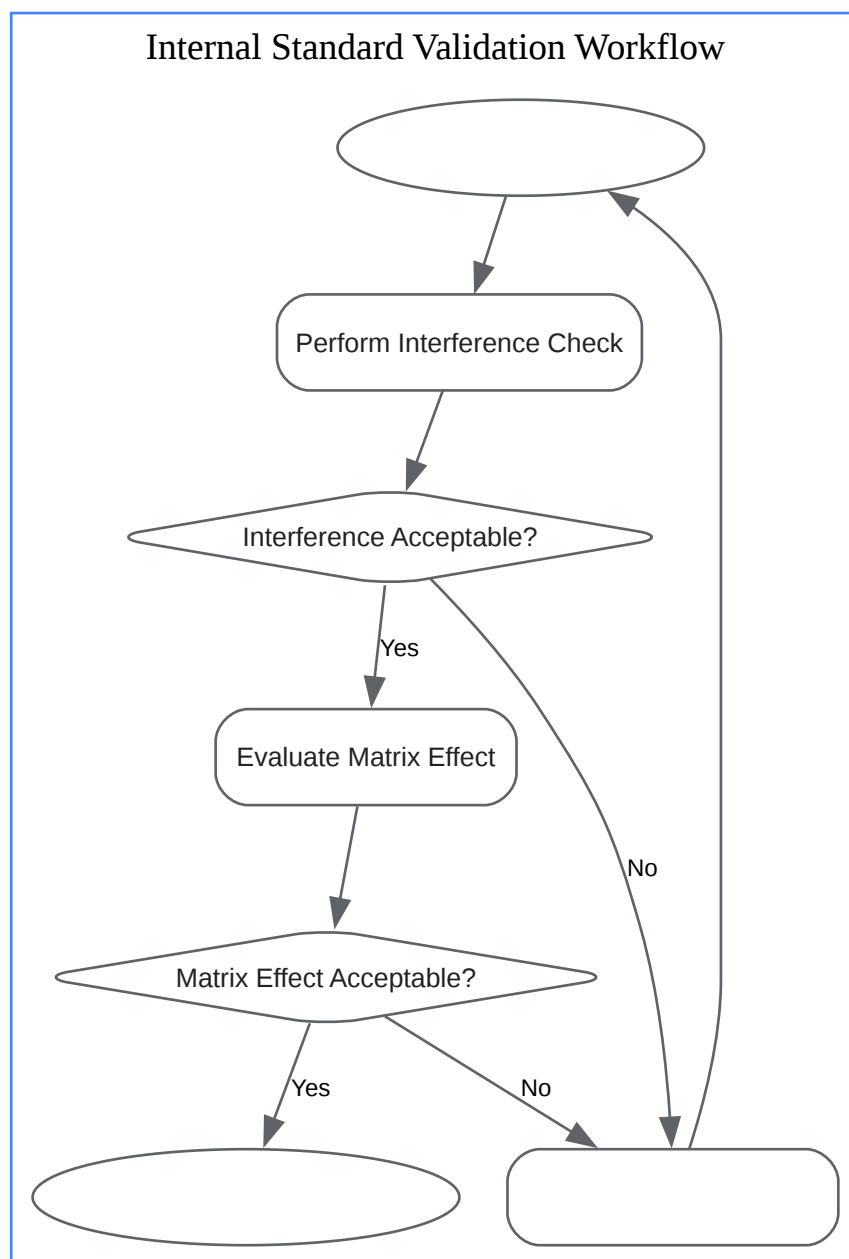 Internal Standard Validation Workflow
Perform Interference Check
Interference Acceptable?
Yes
Evaluate Matrix Effect
No
Matrix Effect Acceptable?
Yes
No